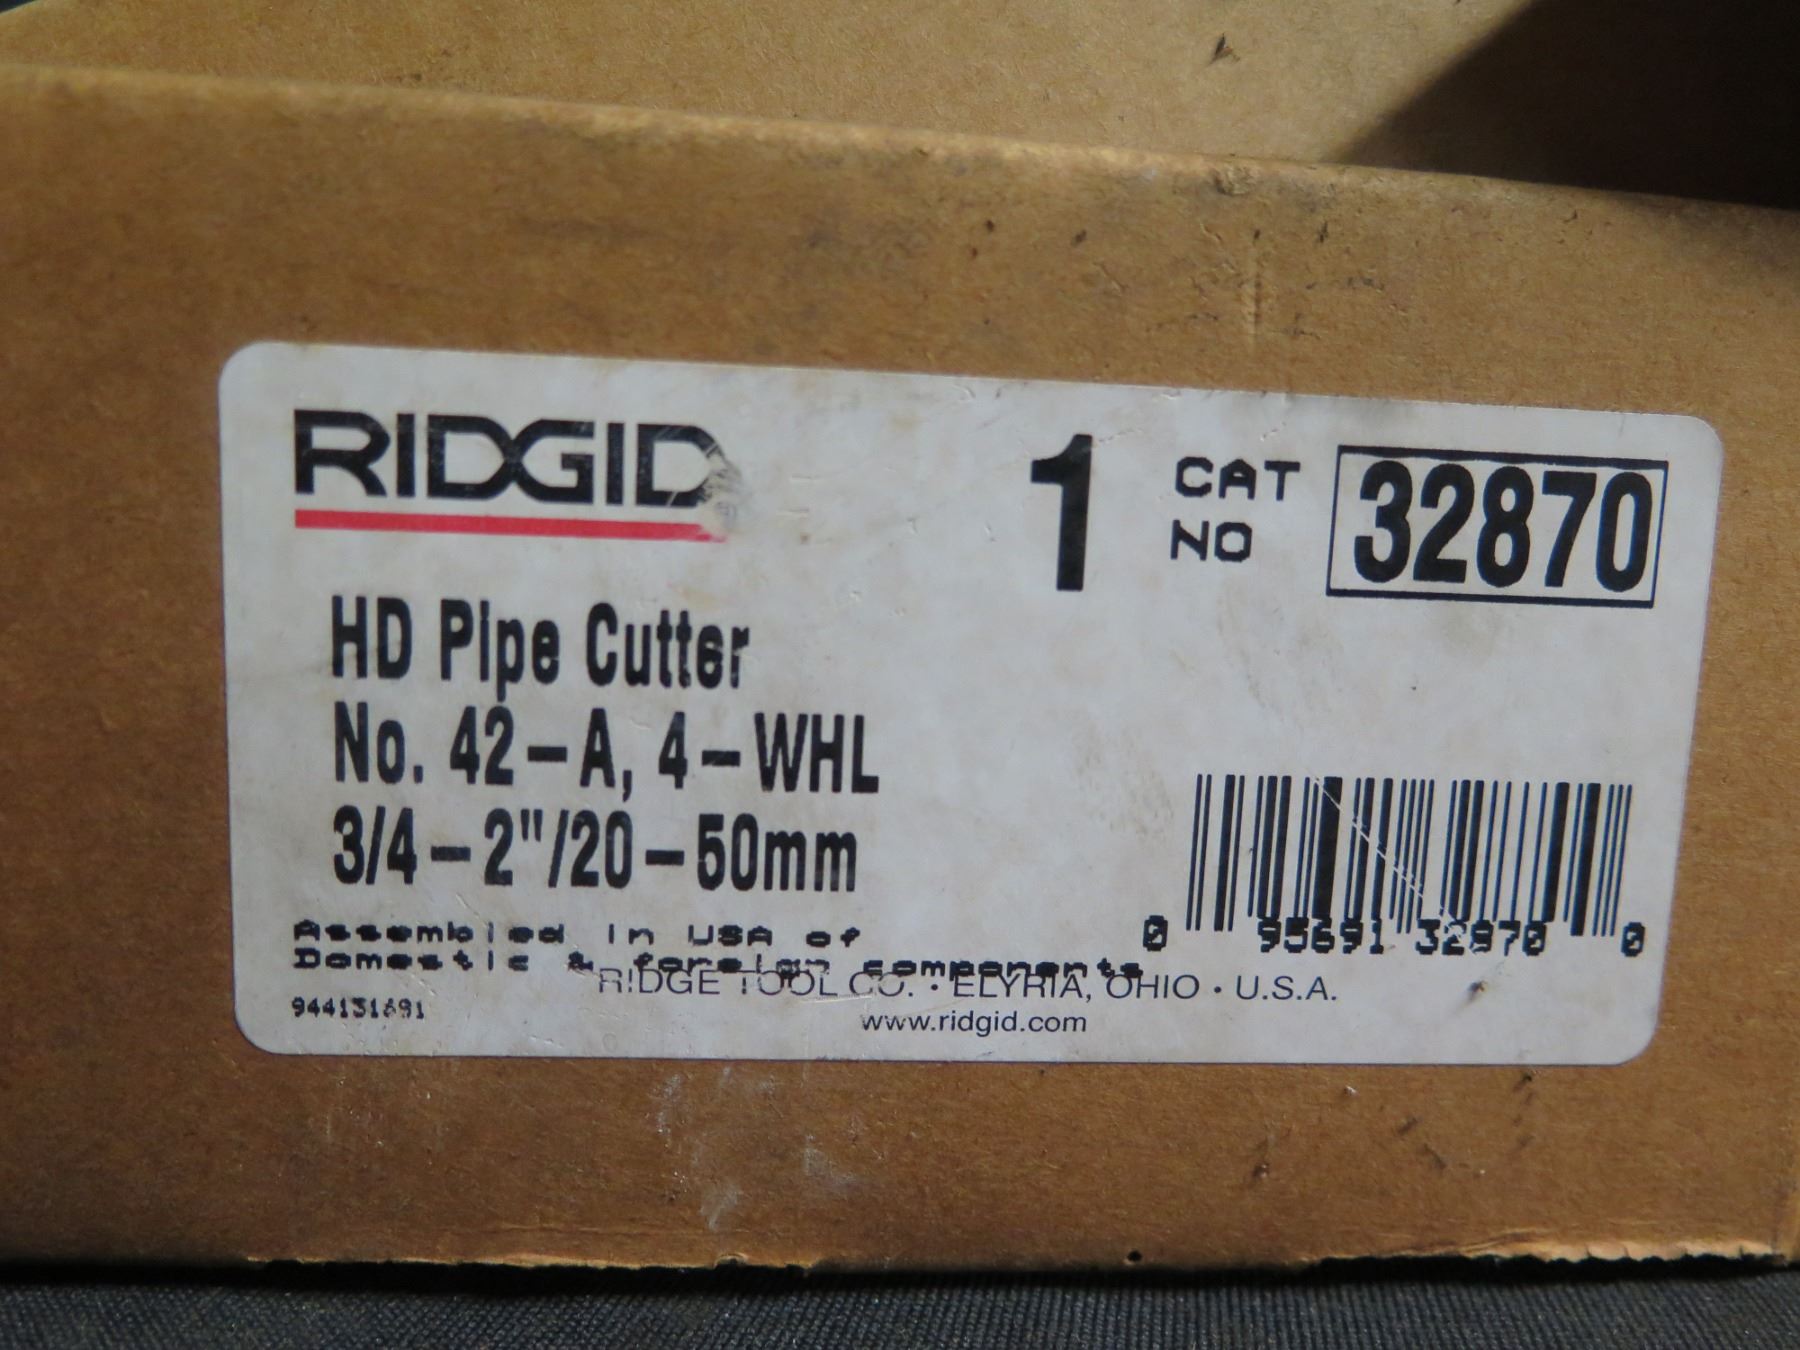 RIDGID
1
CAT
NO
32870
HD Pipe Cutter
No. 42-A, 4-WHL
3/4-2"/20-50mm
Assembled in USA of
Domestic & foreign components
RIDGE TOOL CO. • ELYRIA, OHIO • U.S.A.
944131691
www.ridgid.com
0 95691 32870 0